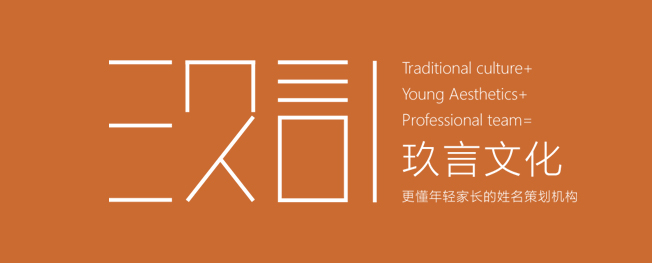 玖言
Traditional culture+
Young Aesthetics+
Professional team=
玖言文化
更懂年轻家长的姓名策划机构